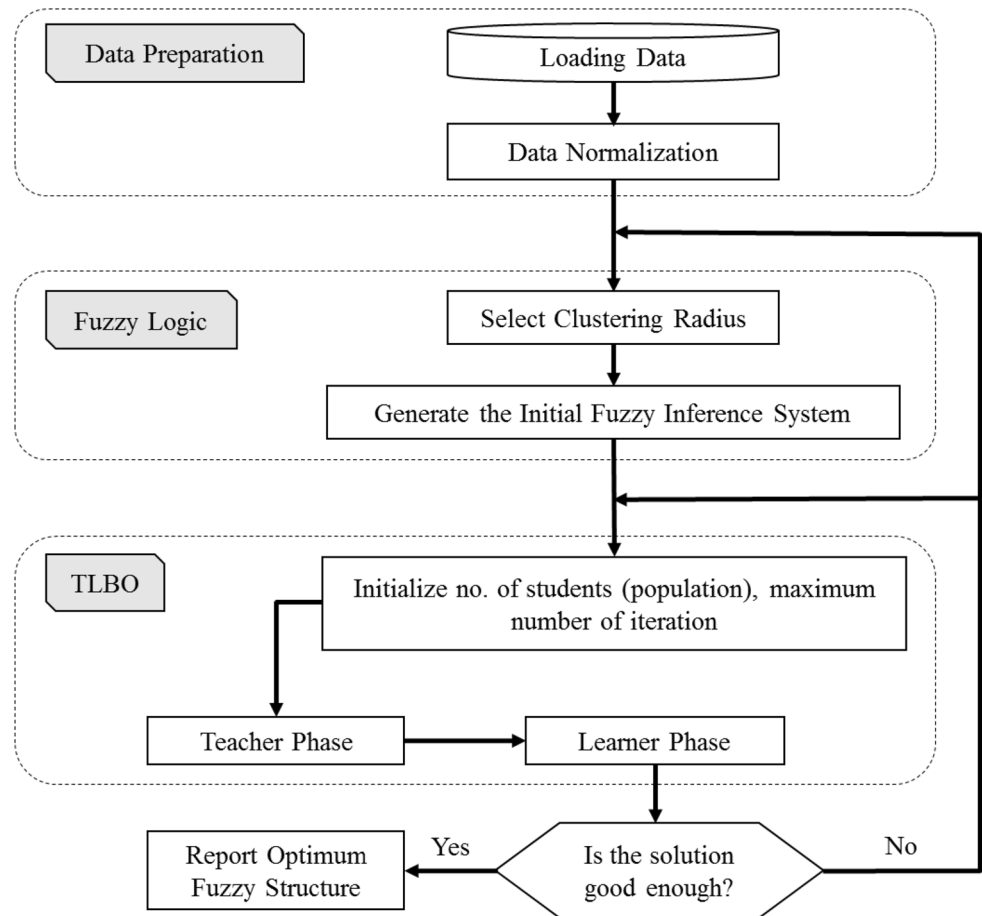 Data Preparation
Loading Data
Data Normalization
Fuzzy Logic
Select Clustering Radius
Generate the Initial Fuzzy Inference System
TLBO
Initialize no. of students (population), maximum
number of iteration
Teacher Phase
Learner Phase
Report Optimum
Fuzzy Structure
Yes
Is the solution
good enough?
No